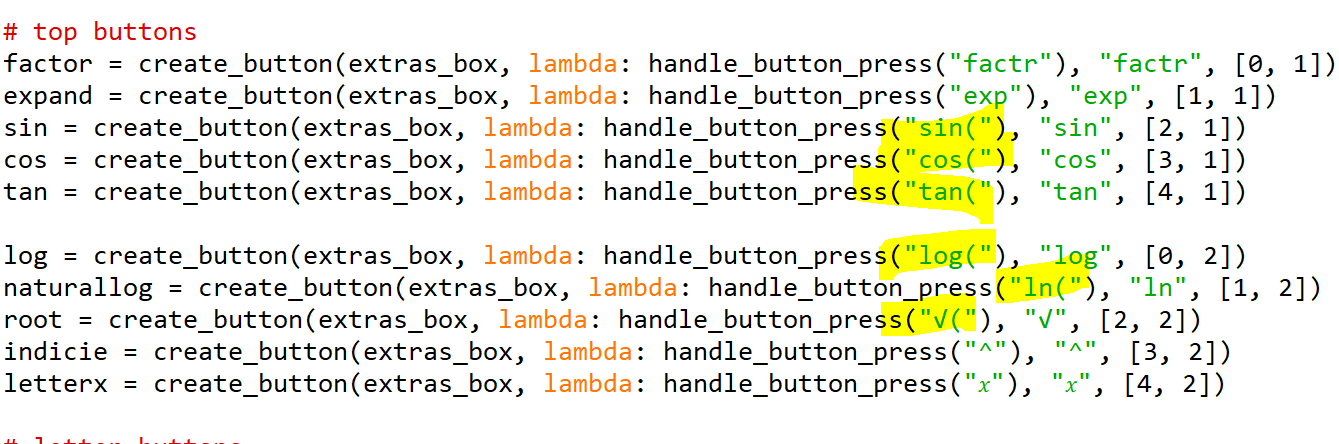 # top buttons
factor = create_button(extras_box, lambda: handle_button_press("factr"), "factr", [0, 1])
expand = create_button(extras_box, lambda: handle_button_press("exp"), "exp", [1, 1])
sin = create_button(extras_box, lambda: handle_button_press("sin("), "sin", [2, 1])
cos = create_button(extras_box, lambda: handle_button_press("cos("), "cos", [3, 1])
tan = create_button(extras_box, lambda: handle_button_press("tan("), "tan", [4, 1])
log = create_button(extras_box, lambda: handle_button_press("log("), "log", [0, 2])
naturallog = create_button(extras_box, lambda: handle_button_press("ln("), "ln", [1, 2])
root = create_button(extras_box, lambda: handle_button_press("√("), "√", [2, 2])
indicie = create_button(extras_box, lambda: handle_button_press("^"), "^", [3, 2])
letterx = create_button(extras_box, lambda: handle_button_press("𝑥"), "𝑥", [4, 2])